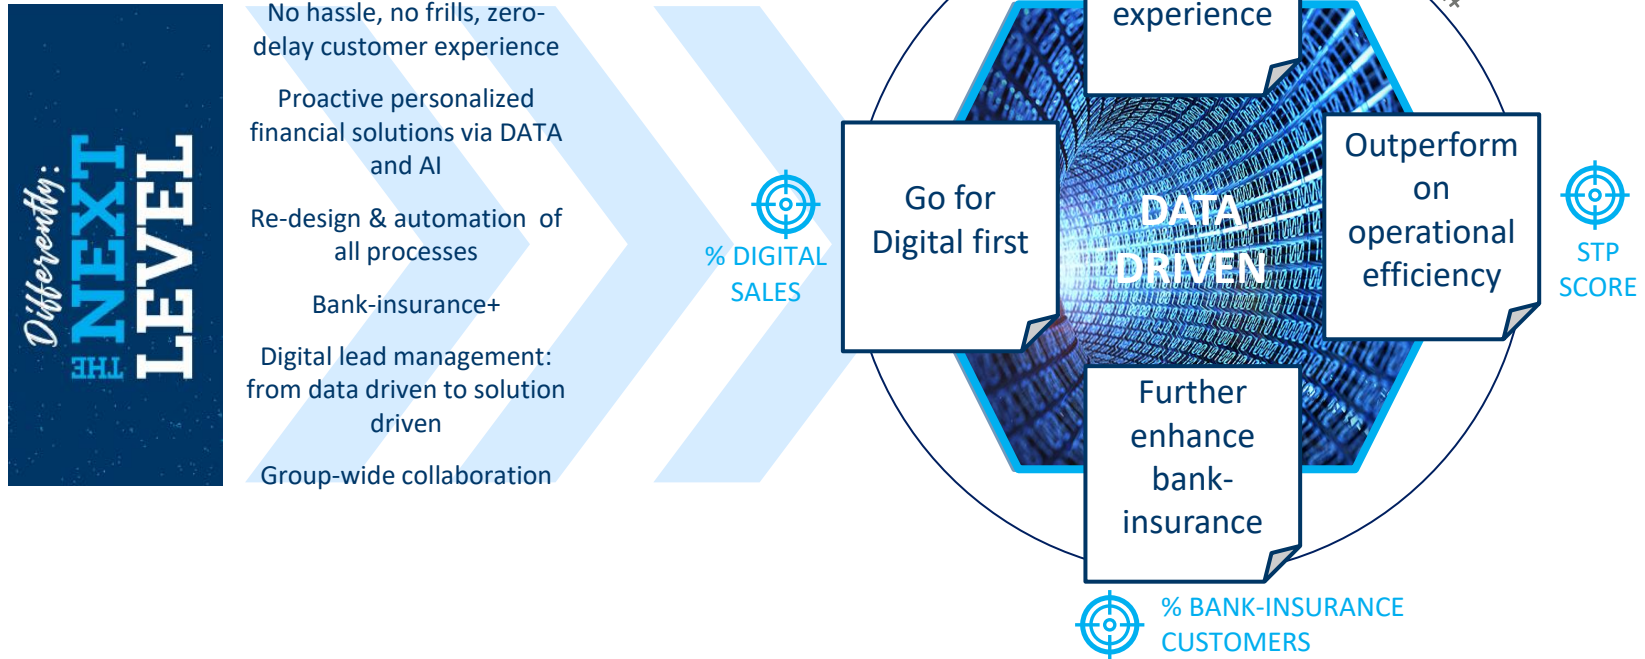 Differently:
THE NEXT
LEVEL
No hassle, no frills, zero-
delay customer experience
Proactive personalized
financial solutions via DATA
and AI
Re-design & automation of
all processes
Bank-insurance+
Digital lead management:
from data driven to solution
driven
Group-wide collaboration
experience
% DIGITAL
SALES
Go for
Digital first
DATA
DRIVEN
Outperform
on
operational
efficiency
STP
SCORE
Further
enhance
bank-
insurance
% BANK-INSURANCE
CUSTOMERS